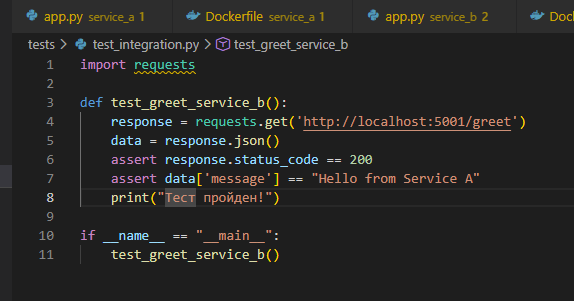 app.py service_a 1 Dockerfile service_a 1 app.py service_b 2
tests > test_integration.py > test_greet_service_b
1 import requests
2
3 def test_greet_service_b():
4     response = requests.get('http://localhost:5001/greet')
5     data = response.json()
6     assert response.status_code == 200
7     assert data['message'] == "Hello from Service A"
8     print("Тест пройден!")
9
10 if __name__ == "__main__":
11     test_greet_service_b()